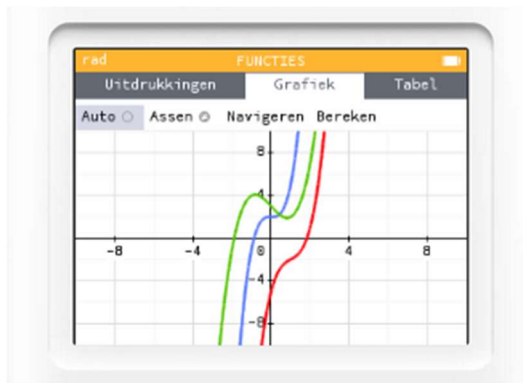 rad FUNCTIES
Uitdrukkingen Grafiek Tabel
Auto Assen Navigeren Bereken
8
4
-8 -4 0 4 8
-4
-8